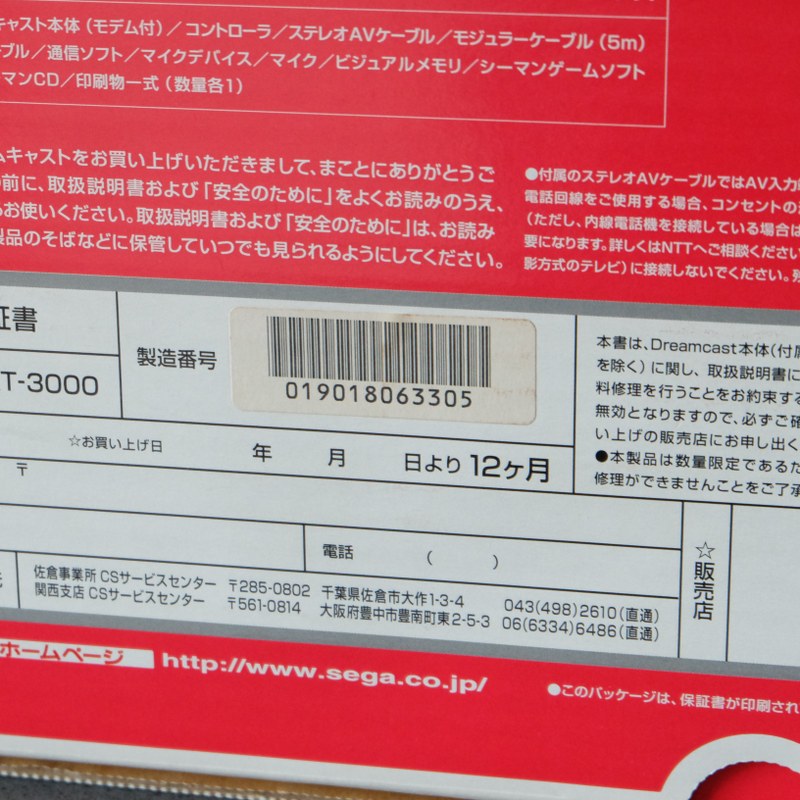 キャスト本体（モデム付）／コントローラ／ステレオAVケーブル／モジュラーケーブル（5m）
ブル／通信ソフト／マイクデバイス／マイク／ビジュアルメモリ／シーマンゲームソフト
マンCD／印刷物一式（数量各1）
ムキャストをお買い上げいただきまして、まことにありがとうご
の前に、取扱説明書および「安全のために」をよくお読みのうえ、
お使いください。取扱説明書および「安全のために」は、お読み
製品のそばなどに保管していつでも見られるようにしてください。
●付属のステレオAVケーブルではAV入力
電話回線をご使用する場合、コンセントの
（ただし、内線電話機を接続している場合は
要になります。詳しくはNTTへご相談ください
影方式のテレビ）に接続しないでください。
証書
T-3000
製造番号
019018063305
本書は、Dreamcast本体（付属
を除く）に関し、取扱説明書に
料修理を行うことをお約束する
無効となりますので、必ずご確
い上げの販売店にお申し出く
●本製品は数量限定であるた
修理ができませんことをご了承
☆お買い上げ日 年 月 日より 12ヶ月
〒
電話 （ ）
☆販売店
佐倉事業所 CSサービスセンター 〒285-0802 千葉県佐倉市大作1-3-4 043(498)2610（直通）
関西支店 CSサービスセンター 〒561-0814 大阪府豊中市豊南町東2-5-3 06(6334)6486（直通）
ホームページ http://www.sega.co.jp/
●このパッケージは、保証書が印刷され